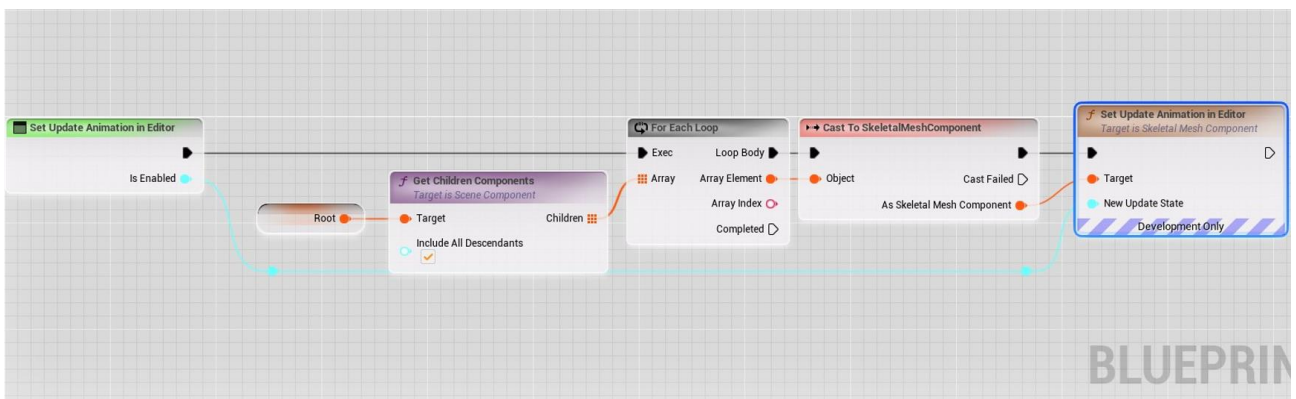 Set Update Animation in Editor
Is Enabled
Root
f Get Children Components
Target is Scene Component
Target
Children
Include All Descendants
For Each Loop
Exec
Loop Body
Array
Array Element
Array Index
Completed
Cast To SkeletalMeshComponent
Object
Cast Failed
As Skeletal Mesh Component
f Set Update Animation in Editor
Target is Skeletal Mesh Component
Target
New Update State
Development Only
BLUEPRIN